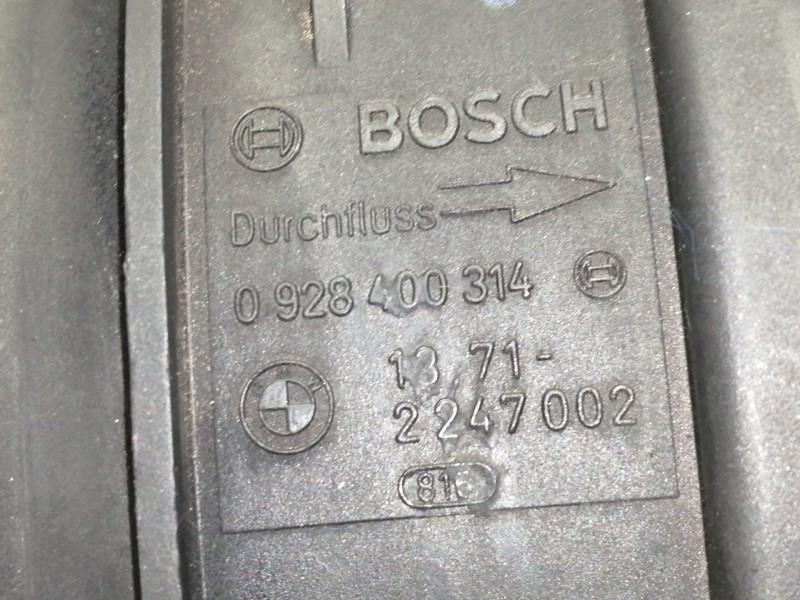 BOSCH
Durchfluss
0 928 400 314
13 71-
2 247 002